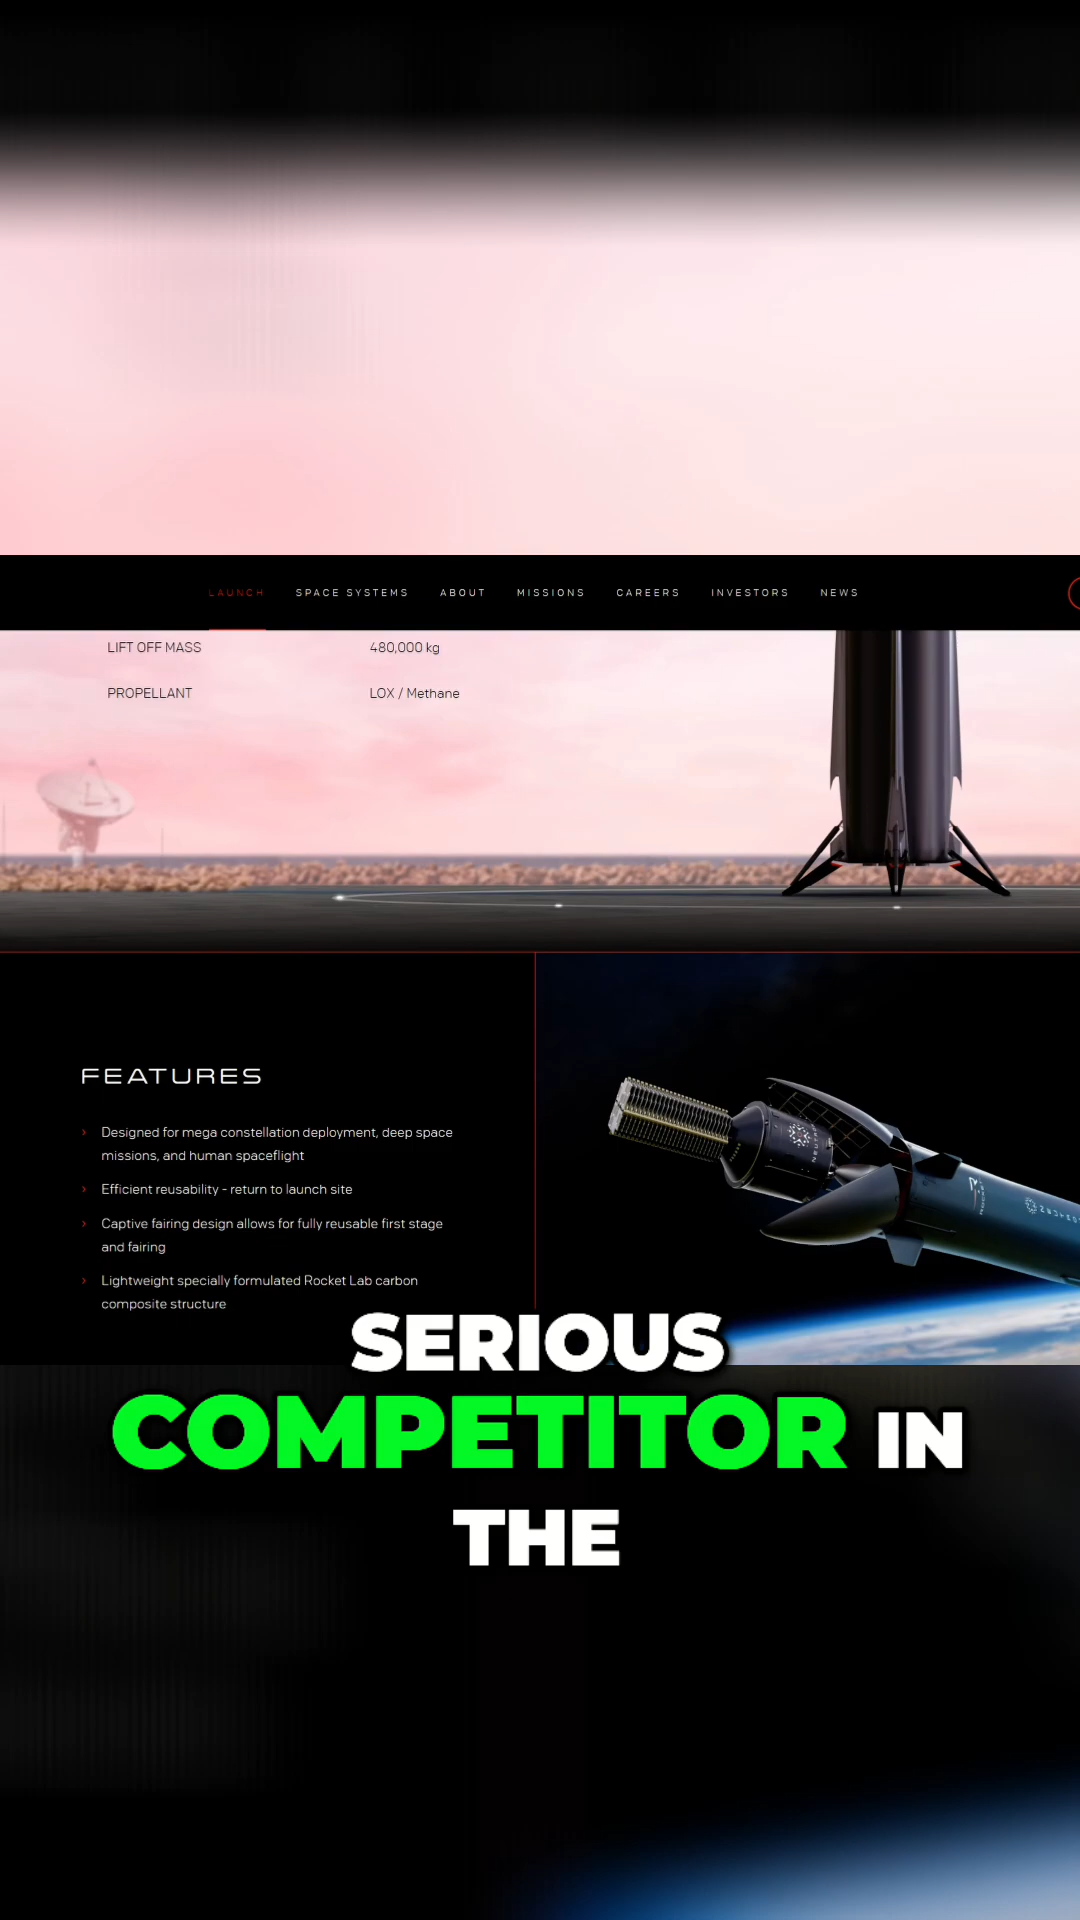 LAUNCH SPACE SYSTEMS ABOUT MISSIONS CAREERS INVESTORS NEWS
LIFT OFF MASS 480,000 kg
PROPELLANT LOX / Methane
FEATURES
› Designed for mega constellation deployment, deep space
missions, and human spaceflight
› Efficient reusability - return to launch site
› Captive fairing design allows for fully reusable first stage
and fairing
› Lightweight specially formulated Rocket Lab carbon
composite structure
SERIOUS
COMPETITOR IN
THE